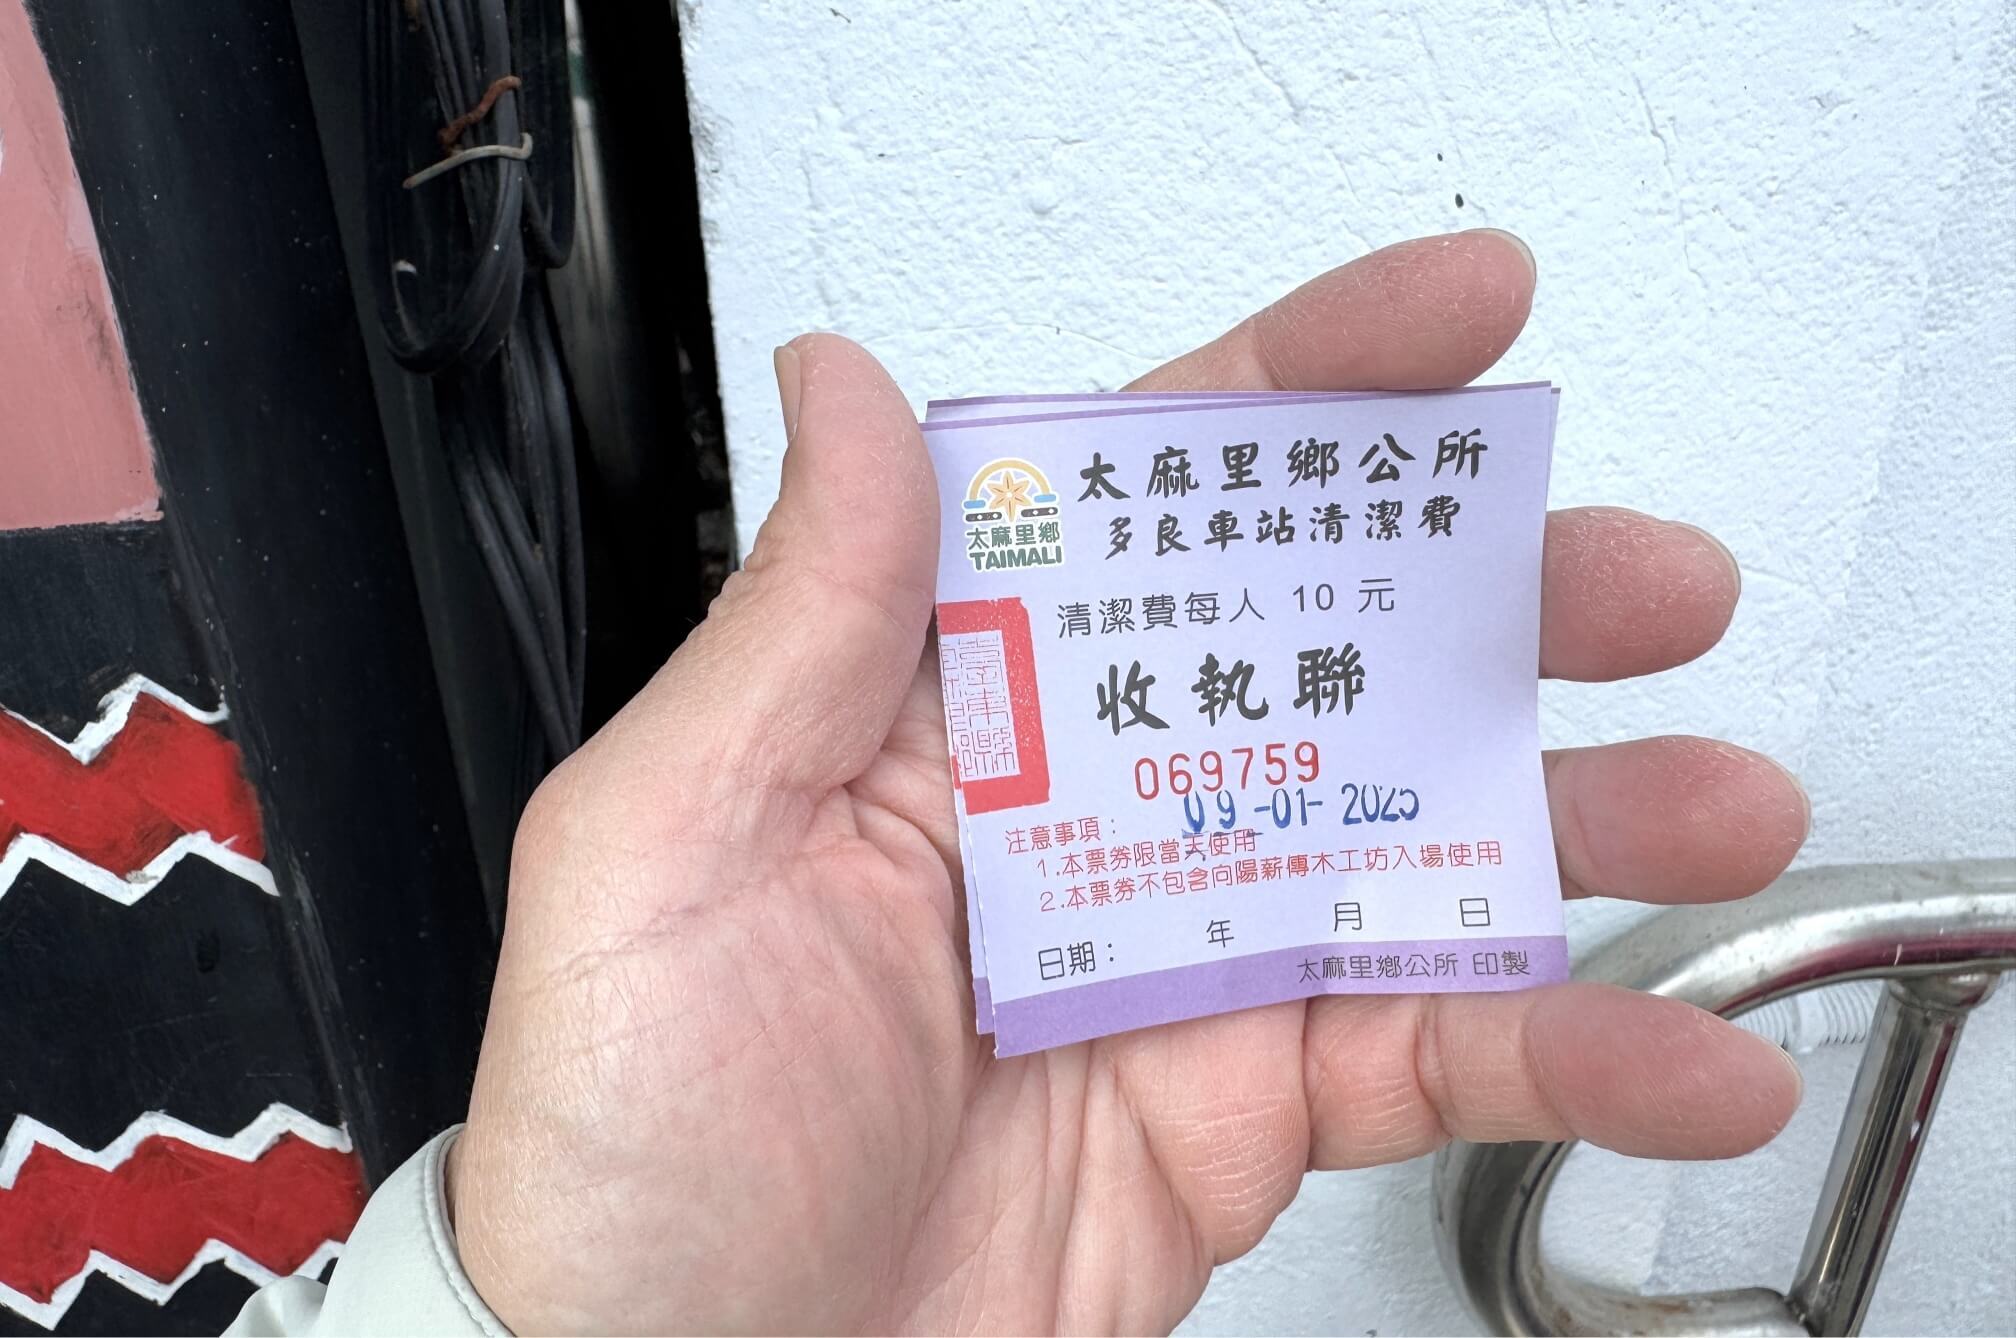 太麻里鄉公所
多良車站清潔費
太麻里鄉
TAIMALI
清潔費每人 10 元
收執聯
069759
09-01-2025
注意事項：
1.本票券限當天使用
2.本票券不包含向陽薪傳木工坊入場使用
日期： 年 月 日
太麻里鄉公所 印製